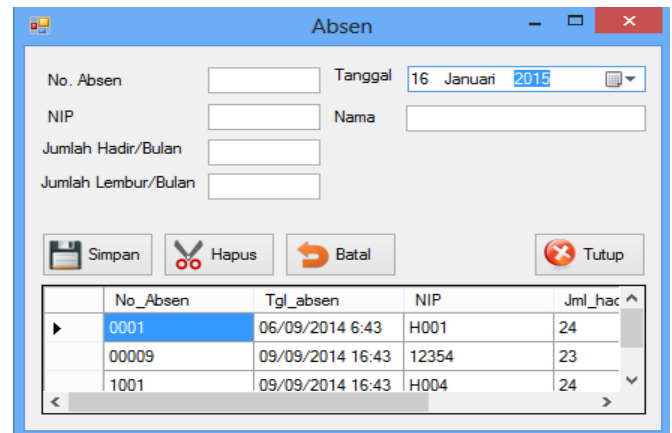 Absen
No. Absen Tanggal 16 Januari 2015
NIP Nama
Jumlah Hadir/Bulan
Jumlah Lembur/Bulan
Simpan Hapus Batal Tutup
No_Absen Tgl_absen NIP Jml_hac
0001 06/09/2014 6:43 H001 24
00009 09/09/2014 16:43 12354 23
1001 09/09/2014 16:43 H004 24